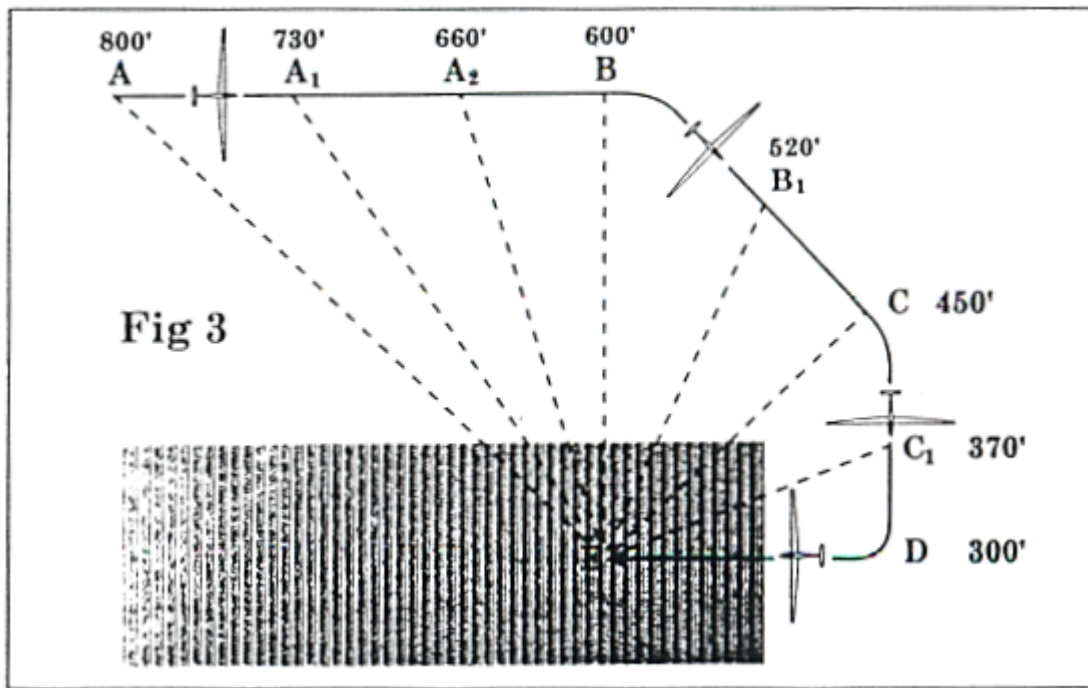 800' 730' 660' 600'
A A₁ A₂ B
520'
B₁
C 450'
Fig 3
C₁ 370'
D 300'